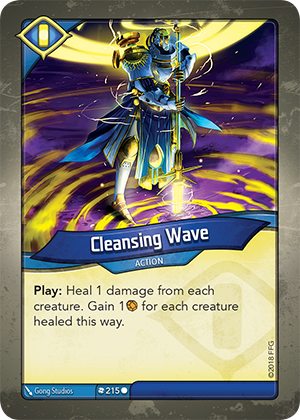 Cleansing Wave
ACTION
Play: Heal 1 damage from each
creature. Gain 1 for each creature
healed this way.
©2018 FFG
Gong Studios
215